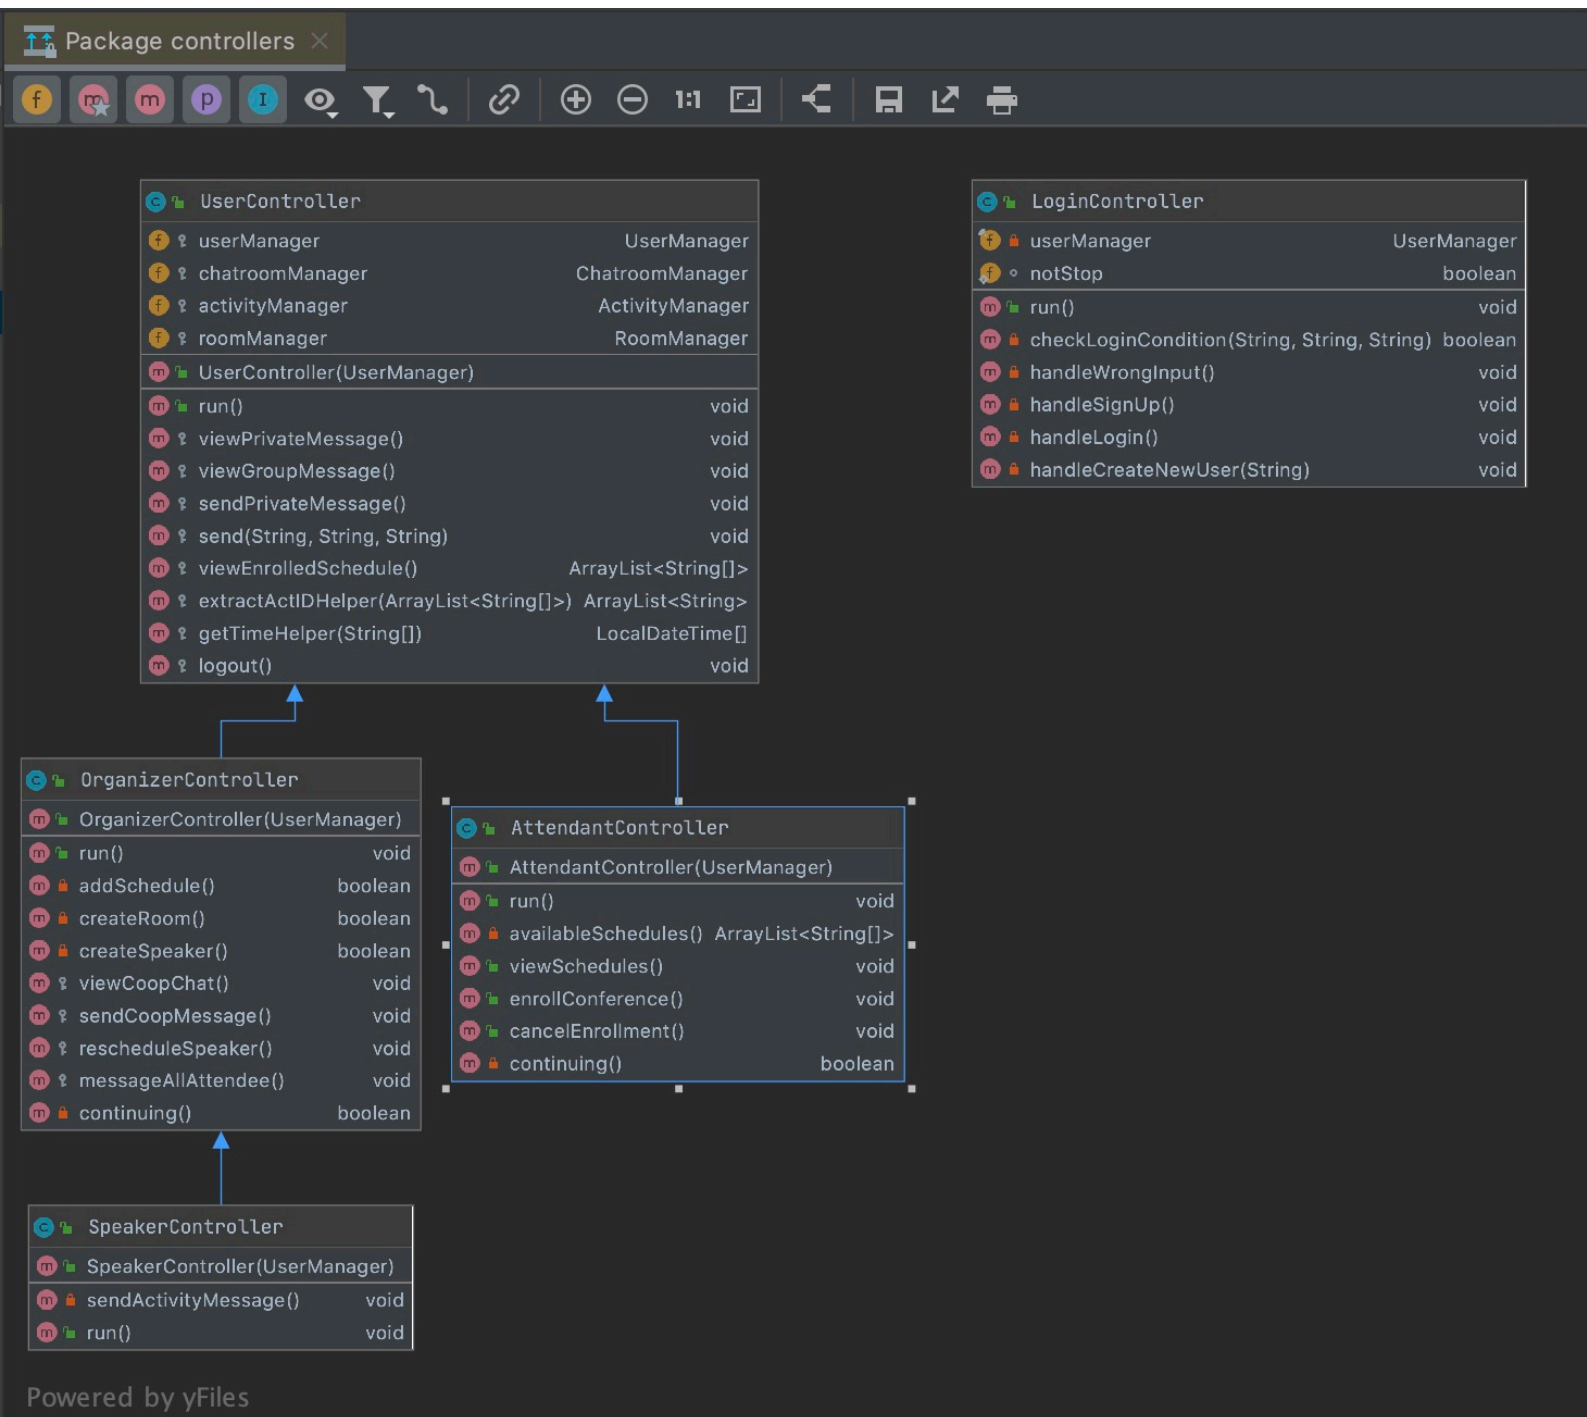 Package controllers
1:1
UserController
userManager UserManager
chatroomManager ChatroomManager
activityManager ActivityManager
roomManager RoomManager
UserController(UserManager)
run() void
viewPrivateMessage() void
viewGroupMessage() void
sendPrivateMessage() void
send(String, String, String) void
viewEnrolledSchedule() ArrayList<String[]>
extractActIDHelper(ArrayList<String[]>) ArrayList<String>
getTimeHelper(String[]) LocalDateTime[]
logout() void
LoginController
userManager UserManager
notStop boolean
run() void
checkLoginCondition(String, String, String) boolean
handleWrongInput() void
handleSignUp() void
handleLogin() void
handleCreateNewUser(String) void
OrganizerController
OrganizerController(UserManager)
run() void
addSchedule() boolean
createRoom() boolean
createSpeaker() boolean
viewCoopChat() void
sendCoopMessage() void
rescheduleSpeaker() void
messageAllAttendee() void
continuing() boolean
AttendantController
AttendantController(UserManager)
run() void
availableSchedules() ArrayList<String[]>
viewSchedules() void
enrollConference() void
cancelEnrollment() void
continuing() boolean
SpeakerController
SpeakerController(UserManager)
sendActivityMessage() void
run() void
Powered by yFiles